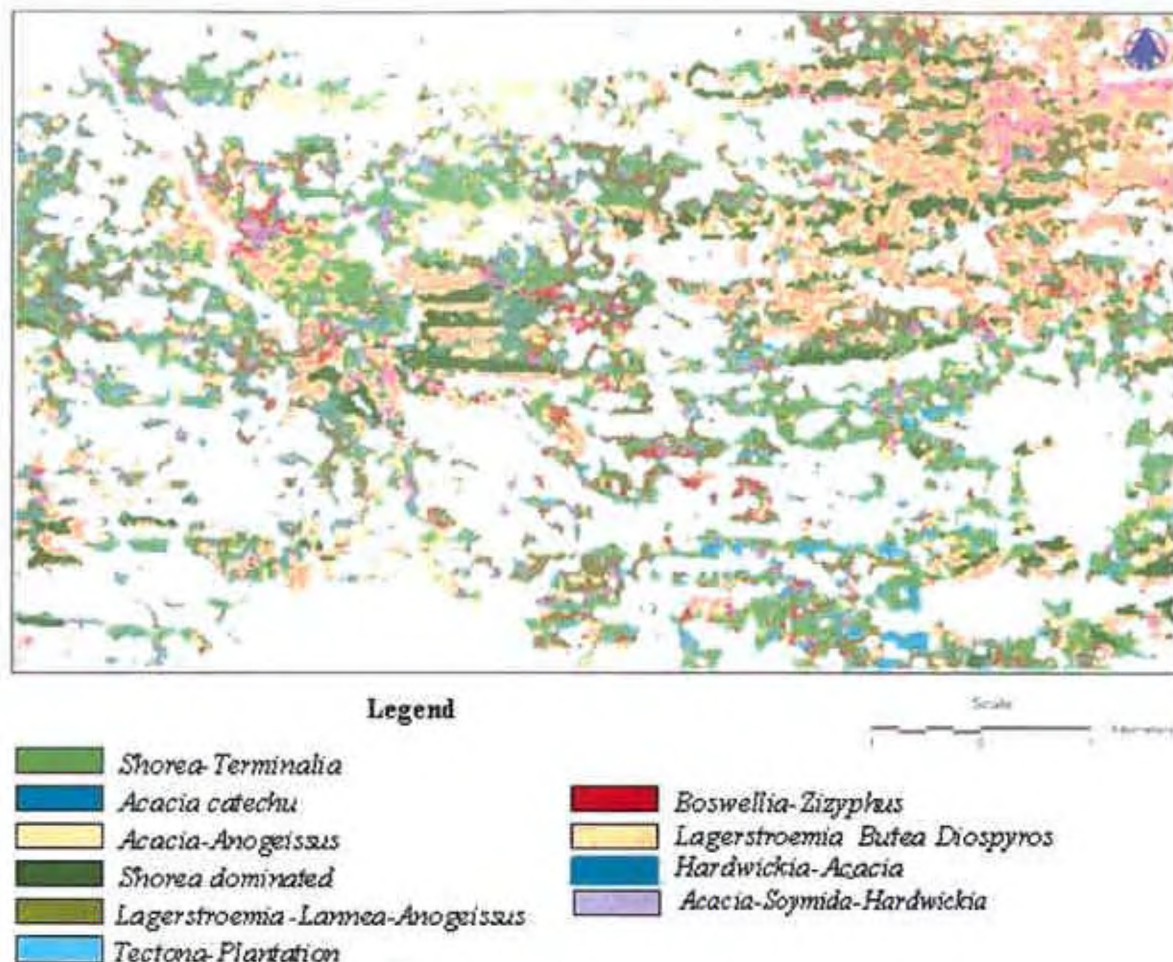 Legend
Shorea-Terminalia
Acacia catechu
Acacia-Anogeissus
Shorea dominated
Lagerstroemia-Lannea-Anogeissus
Tectona-Plantation
Scale
Boswellia-Zizyphus
Lagerstroemia Butea Diospyros
Hardwickia-Acacia
Acacia-Soymida-Hardwickia